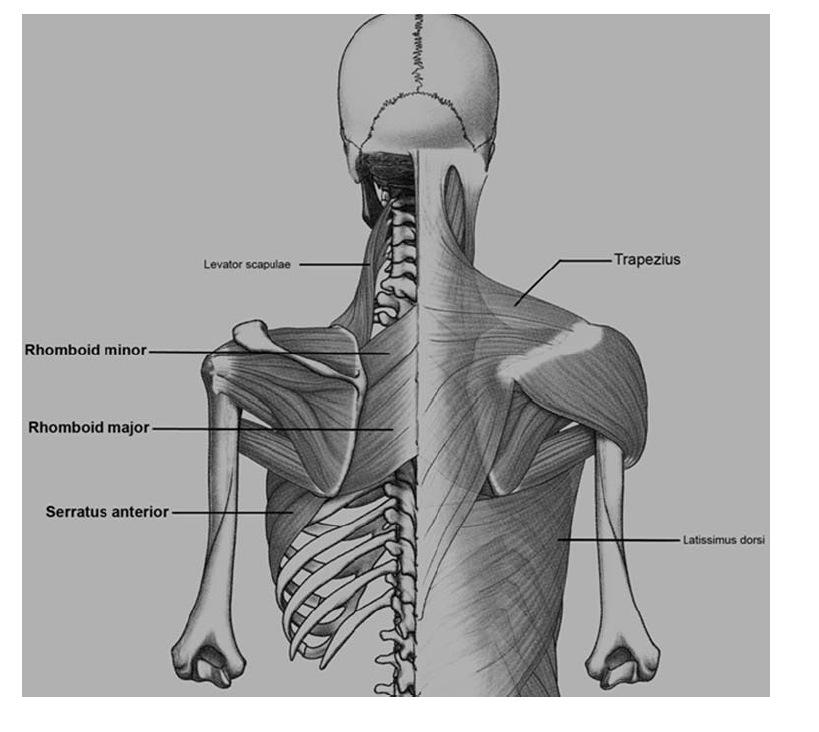 Levator scapulae
Trapezius
Rhomboid minor
Rhomboid major
Serratus anterior
Latissimus dorsi